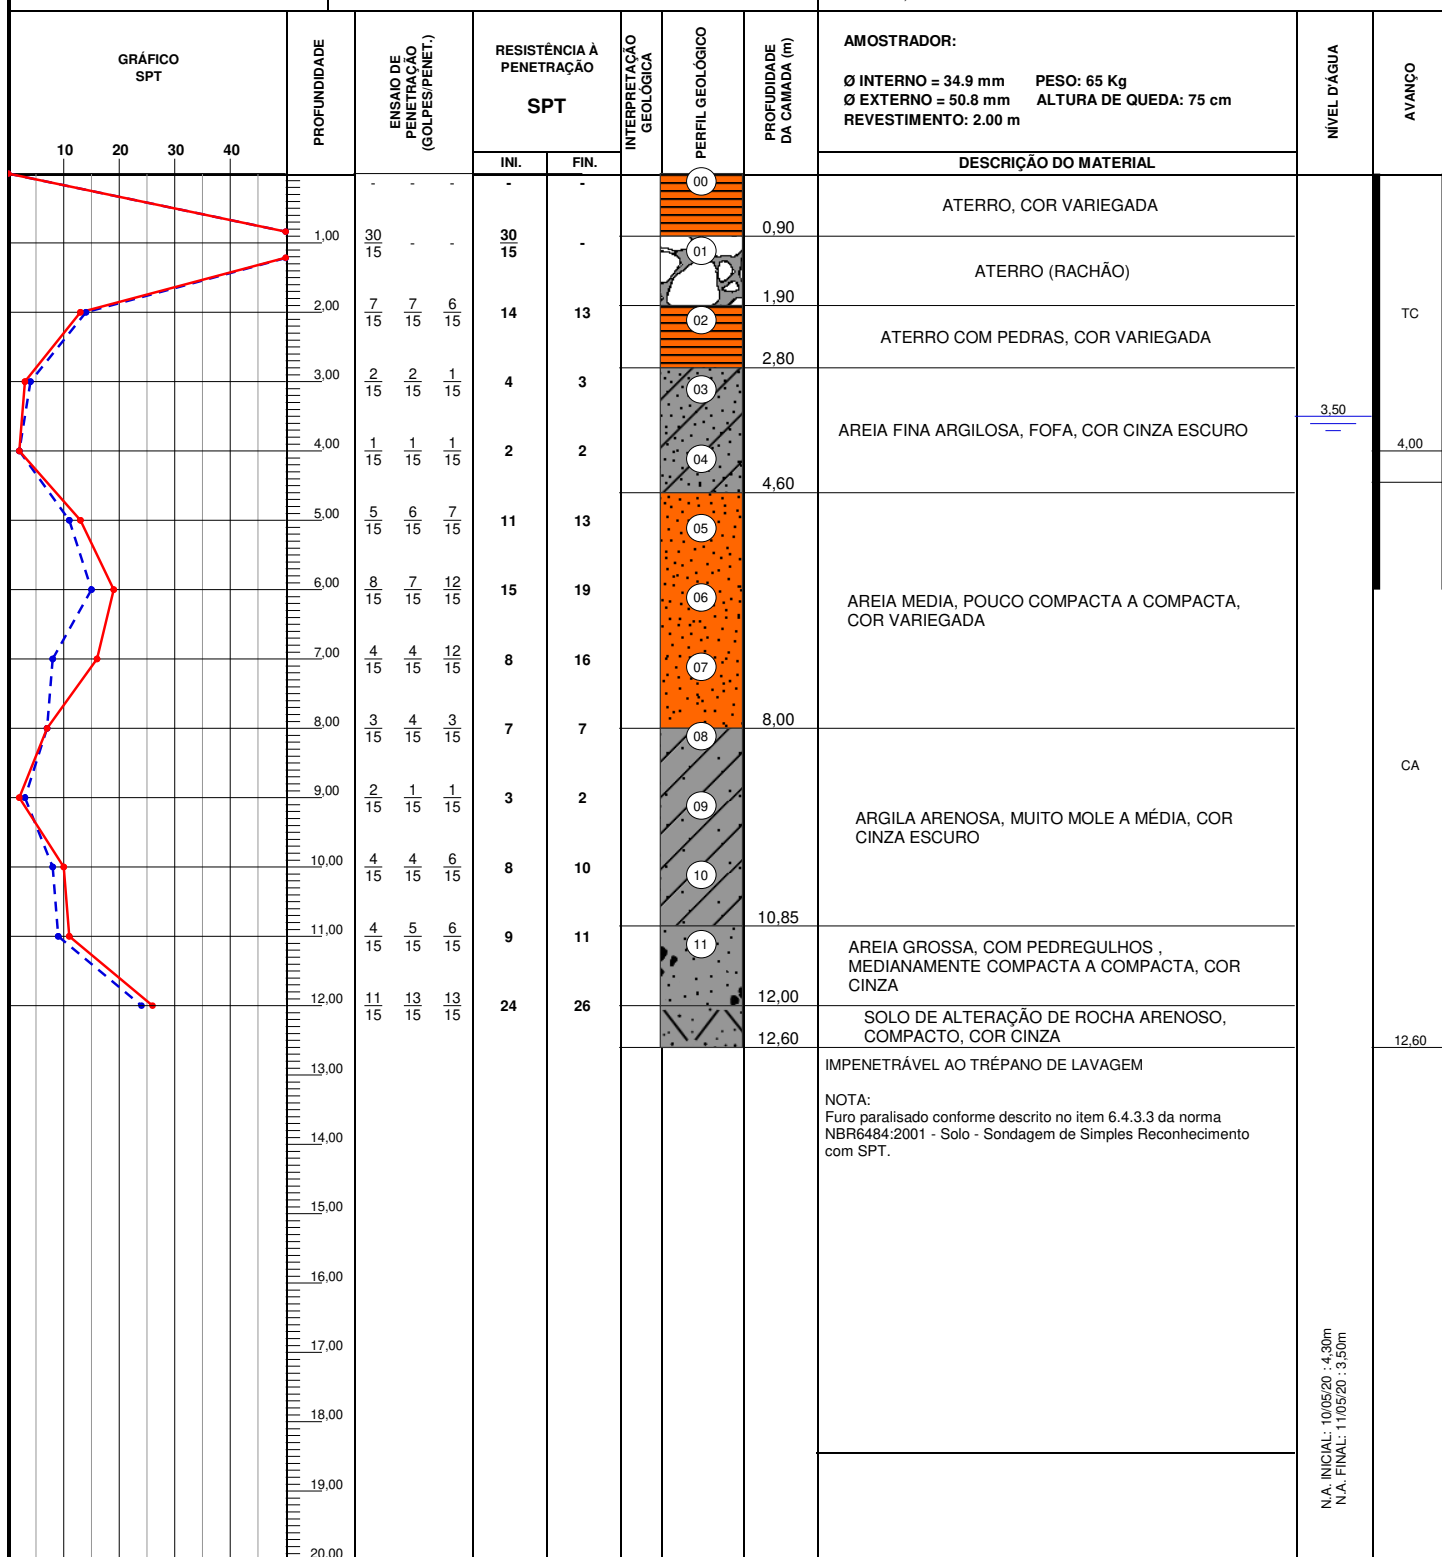 GRÁFICO
SPT
10 20 30 40
PROFUNDIDADE
ENSAIO DE
PENETRAÇÃO
(GOLPES/PENET.)
RESISTÊNCIA À
PENETRAÇÃO
SPT
INI. FIN.
INTERPRETAÇÃO
GEOLÓGICA
PERFIL GEOLÓGICO
PROFUDIDADE
DA CAMADA (m)
AMOSTRADOR:
Ø INTERNO = 34.9 mm PESO: 65 Kg
Ø EXTERNO = 50.8 mm ALTURA DE QUEDA: 75 cm
REVESTIMENTO: 2.00 m
DESCRIÇÃO DO MATERIAL
NÍVEL D'ÁGUA
AVANÇO
- - - - -
00
ATERRO, COR VARIEGADA
0,90
1,00 30/15 - - 30/15 -
01
ATERRO (RACHÃO)
1,90
2,00 7/15 7/15 6/15 14 13
02
ATERRO COM PEDRAS, COR VARIEGADA
TC
2,80
3,00 2/15 2/15 1/15 4 3
03
3,50
AREIA FINA ARGILOSA, FOFA, COR CINZA ESCURO
4,00 1/15 1/15 1/15 2 2
04
4,00
4,60
5,00 5/15 6/15 7/15 11 13
05
6,00 8/15 7/15 12/15 15 19
06
AREIA MEDIA, POUCO COMPACTA A COMPACTA,
COR VARIEGADA
7,00 4/15 4/15 12/15 8 16
07
8,00
8,00 3/15 4/15 3/15 7 7
08
CA
9,00 2/15 1/15 1/15 3 2
09
ARGILA ARENOSA, MUITO MOLE A MÉDIA, COR
CINZA ESCURO
10,00 4/15 4/15 6/15 8 10
10
10,85
11,00 4/15 5/15 6/15 9 11
11
AREIA GROSSA, COM PEDREGULHOS ,
MEDIANAMENTE COMPACTA A COMPACTA, COR
CINZA
12,00
12,00 11/15 13/15 13/15 24 26
SOLO DE ALTERAÇÃO DE ROCHA ARENOSO,
COMPACTO, COR CINZA
12,60
12,60
IMPENETRÁVEL AO TRÉPANO DE LAVAGEM
13,00
NOTA:
Furo paralisado conforme descrito no item 6.4.3.3 da norma
NBR6484:2001 - Solo - Sondagem de Simples Reconhecimento
com SPT.
14,00
15,00
16,00
17,00
18,00
19,00
20,00
N.A. INICIAL: 10/05/20 : 4,30m
N.A. FINAL: 11/05/20 : 3,50m